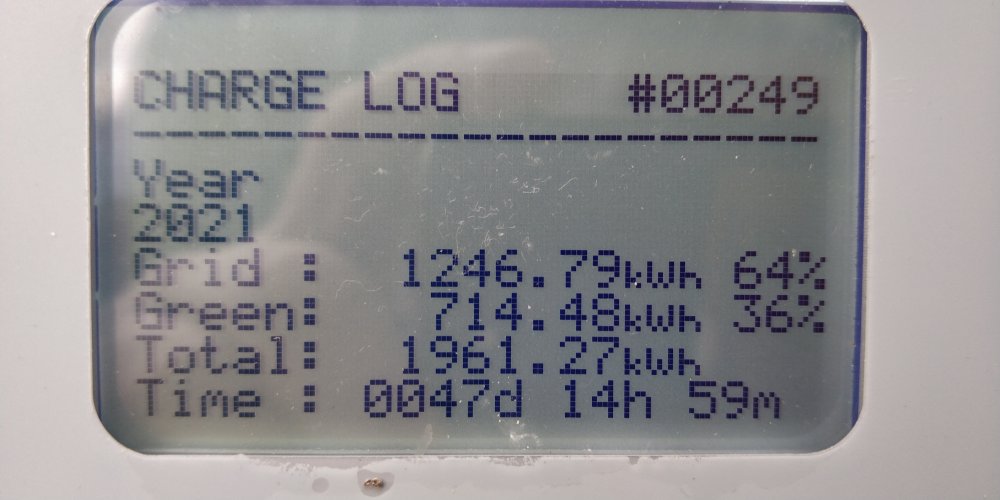 CHARGE LOG #00249
----------------------
Year
2021
Grid : 1246.79kWh 64%
Green: 714.48kWh 36%
Total: 1961.27kWh
Time : 0047d 14h 59m